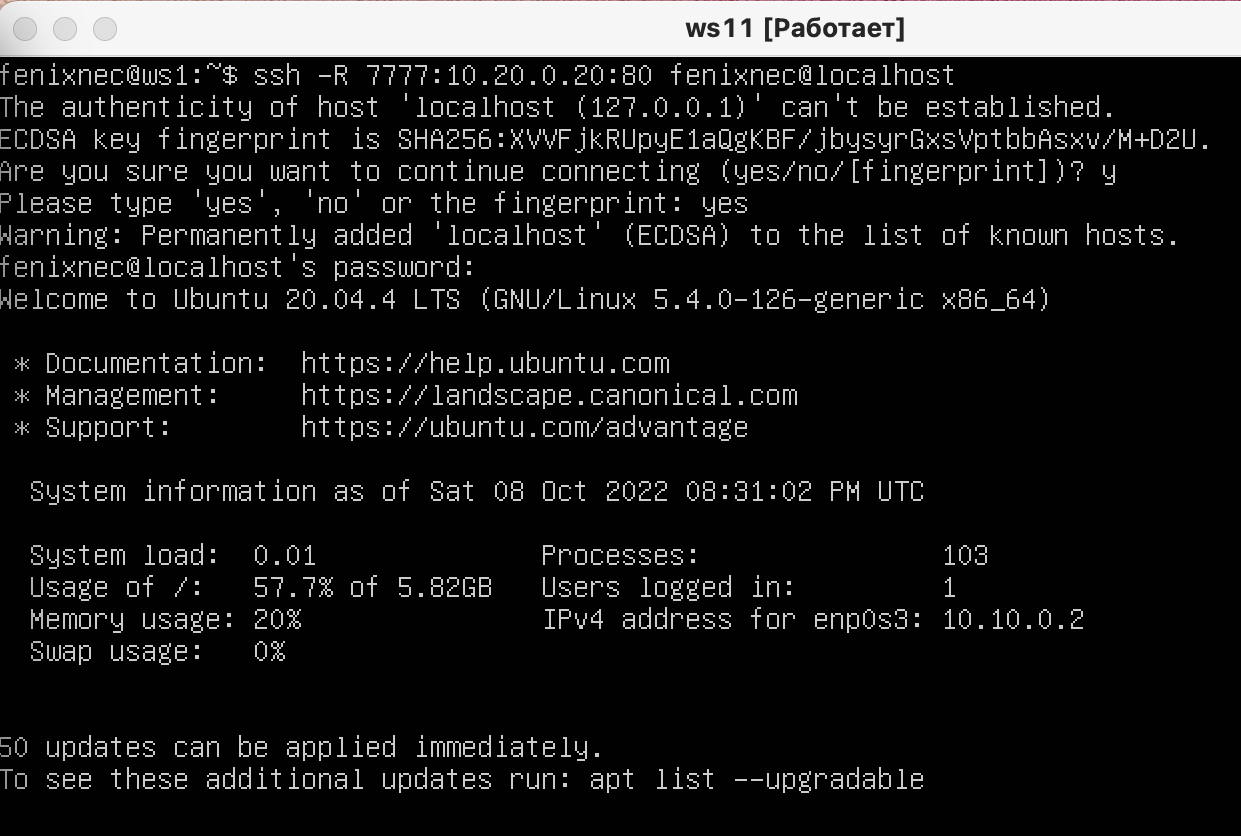 ws11 [Работает]
fenixnec@ws1:~$ ssh -R 7777:10.20.0.20:80 fenixnec@localhost
The authenticity of host 'localhost (127.0.0.1)' can't be established.
ECDSA key fingerprint is SHA256:XVVFjkRUpyE1aQgKBF/jbysyrGxsVptbbAsxv/M+D2U.
Are you sure you want to continue connecting (yes/no/[fingerprint])? y
Please type 'yes', 'no' or the fingerprint: yes
Warning: Permanently added 'localhost' (ECDSA) to the list of known hosts.
fenixnec@localhost's password:
Welcome to Ubuntu 20.04.4 LTS (GNU/Linux 5.4.0-126-generic x86_64)
* Documentation:  https://help.ubuntu.com
* Management:     https://landscape.canonical.com
* Support:        https://ubuntu.com/advantage
System information as of Sat 08 Oct 2022 08:31:02 PM UTC
System load:  0.01              Processes:               103
Usage of /:   57.7% of 5.82GB   Users logged in:         1
Memory usage: 20%               IPv4 address for enp0s3: 10.10.0.2
Swap usage:   0%
50 updates can be applied immediately.
To see these additional updates run: apt list --upgradable